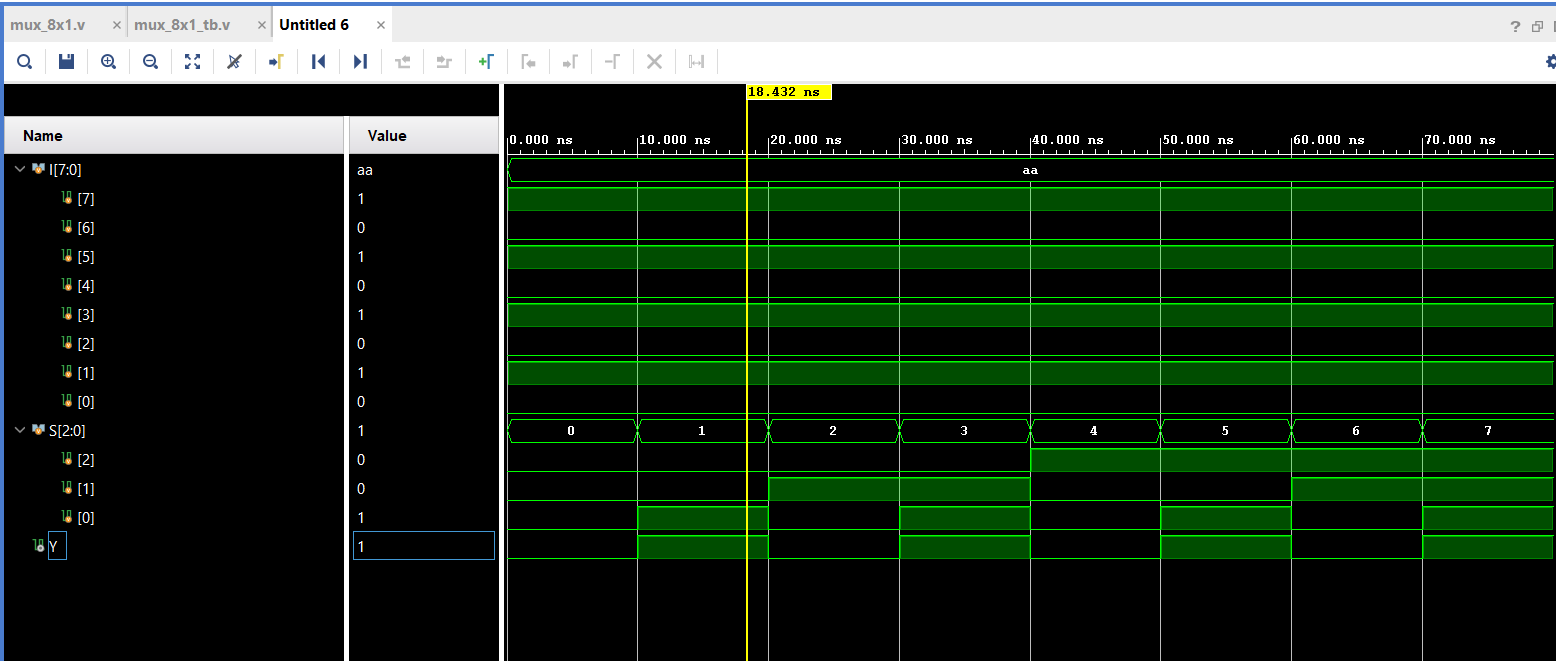 mux_8x1.v × mux_8x1_tb.v × Untitled 6 ×
?
18.432 ns
Name Value
0.000 ns 10.000 ns 20.000 ns 30.000 ns 40.000 ns 50.000 ns 60.000 ns 70.000 ns
I[7:0] aa aa
[7] 1
[6] 0
[5] 1
[4] 0
[3] 1
[2] 0
[1] 1
[0] 0
S[2:0] 1 0 1 2 3 4 5 6 7
[2] 0
[1] 0
[0] 1
Y 1